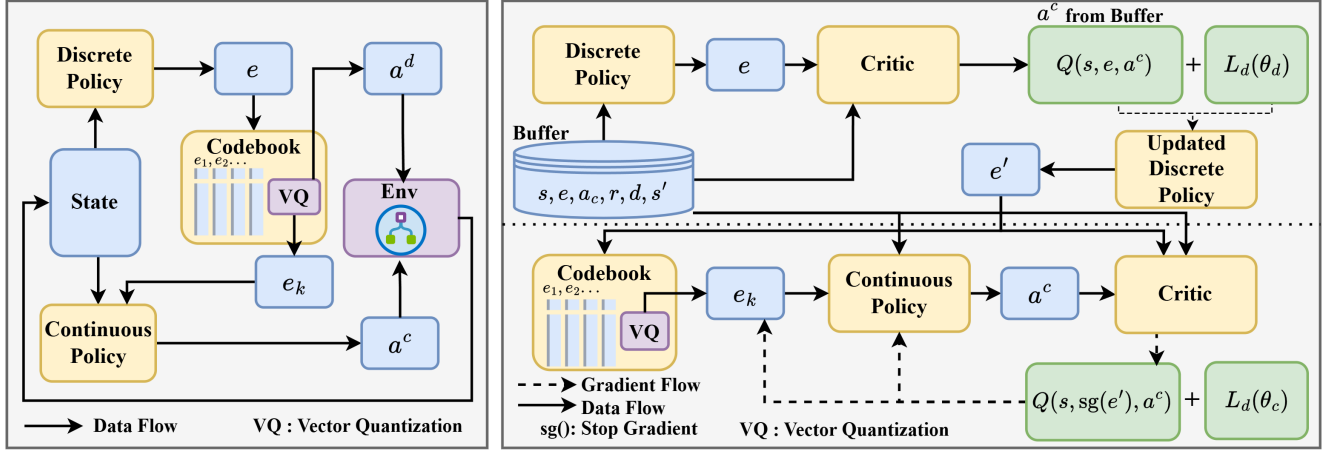 Discrete
Policy
e
a^d
Codebook
e_1, e_2...
VQ
Env
State
e_k
Continuous
Policy
a^c
Data Flow
VQ : Vector Quantization
a^c from Buffer
Discrete
Policy
e
Critic
Q(s, e, a^c)
+
L_d(θ_d)
Buffer
s, e, a_c, r, d, s′
e′
Updated
Discrete
Policy
Codebook
e_1, e_2...
VQ
e_k
Continuous
Policy
a^c
Critic
Gradient Flow
Data Flow
sg(): Stop Gradient
VQ : Vector Quantization
Q(s, sg(e′), a^c)
+
L_d(θ_c)